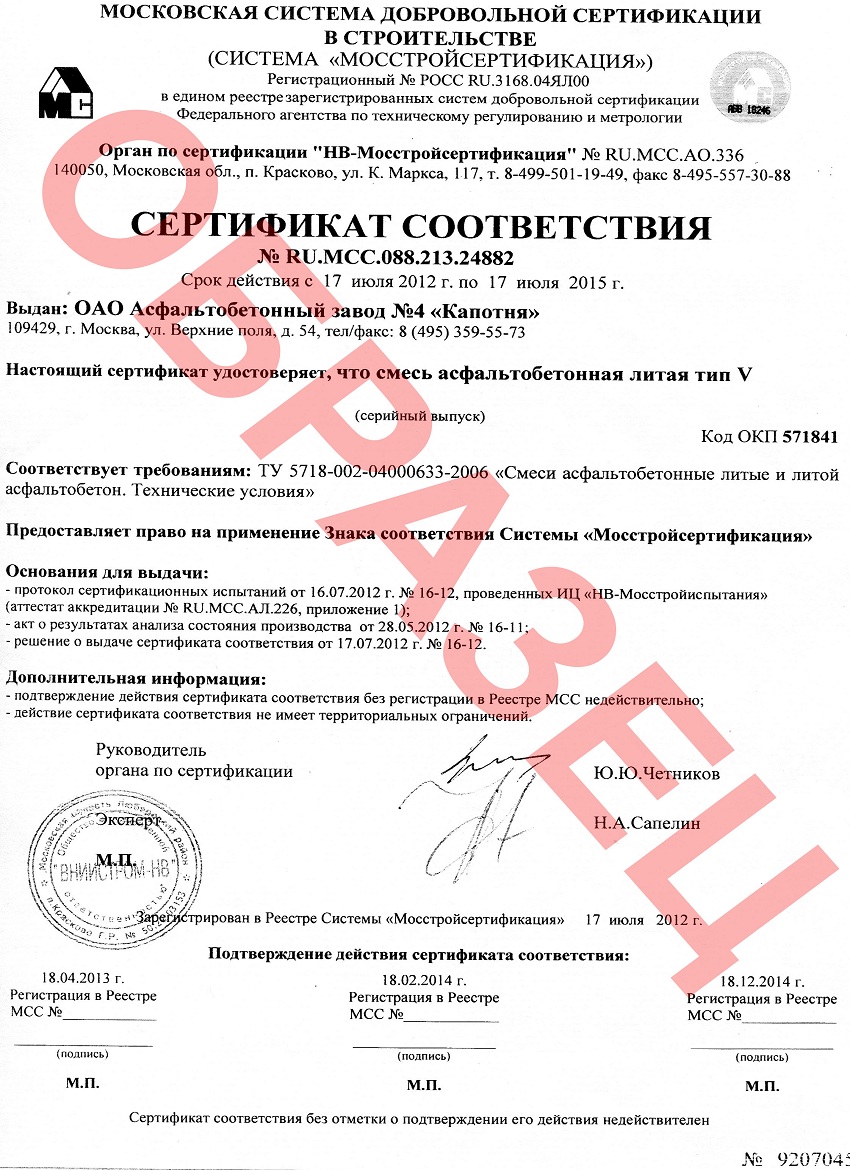 МОСКОВСКАЯ СИСТЕМА ДОБРОВОЛЬНОЙ СЕРТИФИКАЦИИ
В СТРОИТЕЛЬСТВЕ
(СИСТЕМА «МОССТРОЙСЕРТИФИКАЦИЯ»)
Регистрационный № РОСС RU.3168.04ЯЛ00
в едином реестре зарегистрированных систем добровольной сертификации
Федерального агентства по техническому регулированию и метрологии
МС
АБВ 18246
Орган по сертификации "НВ-Мосстройсертификация" № RU.МСС.АО.336
140050, Московская обл., п. Красково, ул. К. Маркса, 117, т. 8-499-501-19-49, факс 8-495-557-30-88
СЕРТИФИКАТ СООТВЕТСТВИЯ
№ RU.МСС.088.213.24882
Срок действия с 17 июля 2012 г. по 17 июля 2015 г.
Выдан: ОАО Асфальтобетонный завод №4 «Капотня»
109429, г. Москва, ул. Верхние поля, д. 54, тел/факс: 8 (495) 359-55-73
Настоящий сертификат удостоверяет, что смесь асфальтобетонная литая тип V
(серийный выпуск)
Код ОКП 571841
Соответствует требованиям: ТУ 5718-002-04000633-2006 «Смеси асфальтобетонные литые и литой
асфальтобетон. Технические условия»
Предоставляет право на применение Знака соответствия Системы «Мосстройсертификация»
Основания для выдачи:
- протокол сертификационных испытаний от 16.07.2012 г. № 16-12, проведенных ИЦ «НВ-Мосстройиспытания»
(аттестат аккредитации № RU.МСС.АЛ.226, приложение 1);
- акт о результатах анализа состояния производства от 28.05.2012 г. № 16-11;
- решение о выдаче сертификата соответствия от 17.07.2012 г. № 16-12.
Дополнительная информация:
- подтверждение действия сертификата соответствия без регистрации в Реестре МСС недействительно;
- действие сертификата соответствия не имеет территориальных ограничений.
Руководитель
органа по сертификации
Ю.Ю.Четников
Эксперт
Н.А.Сапелин
М.П.
"ВНИИСТРОМ-НВ"
Зарегистрирован в Реестре Системы «Мосстройсертификация» 17 июля 2012 г.
Подтверждение действия сертификата соответствия:
18.04.2013 г. 18.02.2014 г. 18.12.2014 г.
Регистрация в Реестре Регистрация в Реестре Регистрация в Реестре
МСС №____________ МСС №____________ МСС №____________
(подпись) (подпись) (подпись)
М.П. М.П. М.П.
Сертификат соответствия без отметки о подтверждении его действия недействителен
№ 9207045
ОБРАЗЕЦ